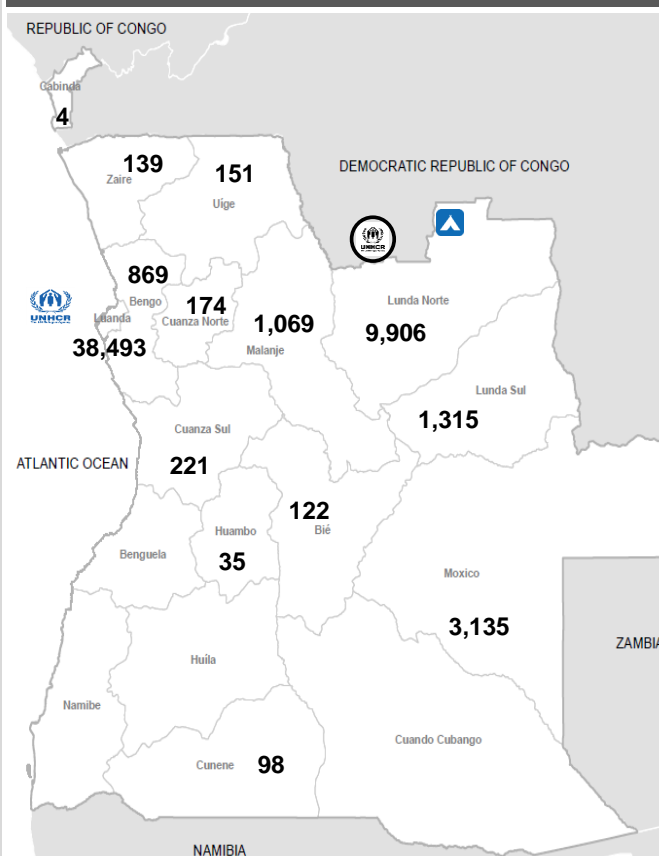 REPUBLIC OF CONGO
Cabinda
4
139
Zaire
151
Uige
DEMOCRATIC REPUBLIC OF CONGO
UNHCR
869
Bengo
174
Cuanza Norte
UNHCR
Luanda
38,493
1,069
Malanje
Lunda Norte
9,906
Lunda Sul
1,315
Cuanza Sul
221
ATLANTIC OCEAN
122
Bié
Huambo
35
Benguela
Moxico
3,135
ZAMBIA
Huíla
Namibe
Cuando Cubango
Cunene 98
NAMIBIA